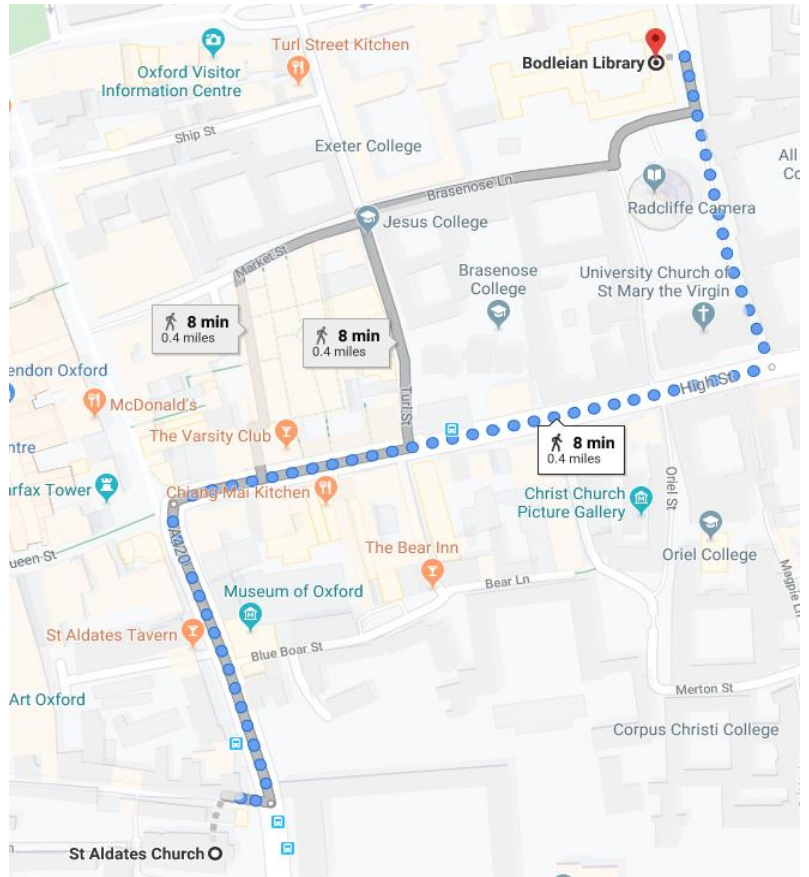 Turl Street Kitchen
Bodleian Library
Oxford Visitor
Information Centre
Ship St
Exeter College
All
Co
Brasenose Ln
Radcliffe Camera
Jesus College
Market St
Brasenose
College
University Church of
St Mary the Virgin
8 min
0.4 miles
8 min
0.4 miles
endon Oxford
McDonald's
Turl St
High St
The Varsity Club
ntre
8 min
0.4 miles
arfax Tower
Chiang Mai Kitchen
Christ Church
Picture Gallery
Oriel St
A420
ueen St
The Bear Inn
Oriel College
Bear Ln
Magpie Ln
Museum of Oxford
St Aldates Tavern
Blue Boar St
Merton St
Art Oxford
Corpus Christi College
St Aldates Church